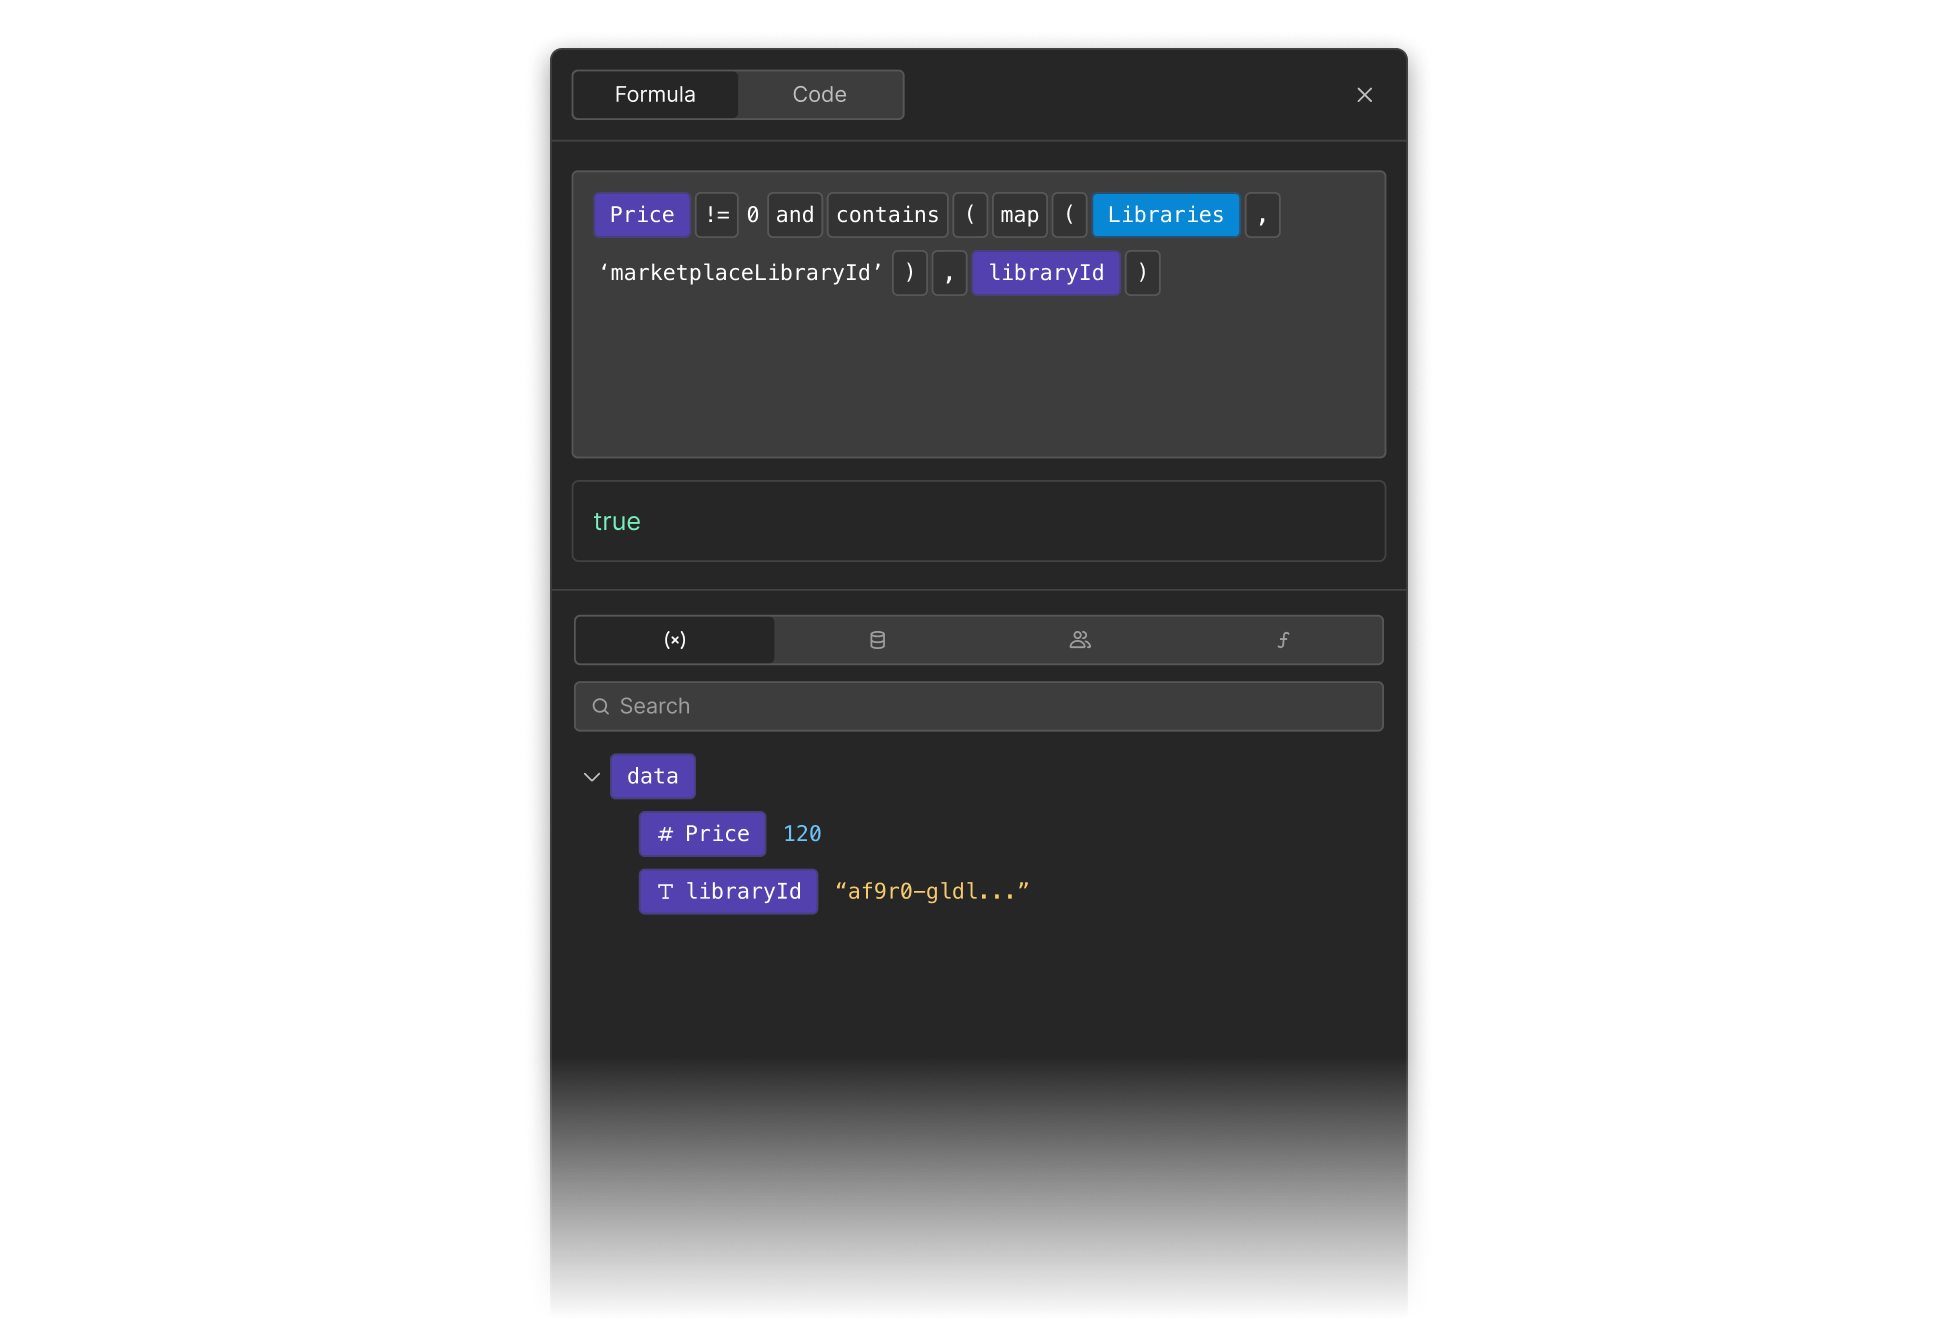 Formula Code
Price != 0 and contains ( map ( Libraries ,
‘marketplaceLibraryId’ ) , libraryId )
true
(×)
Search
data
# Price 120
T libraryId “af9r0-gldl...”